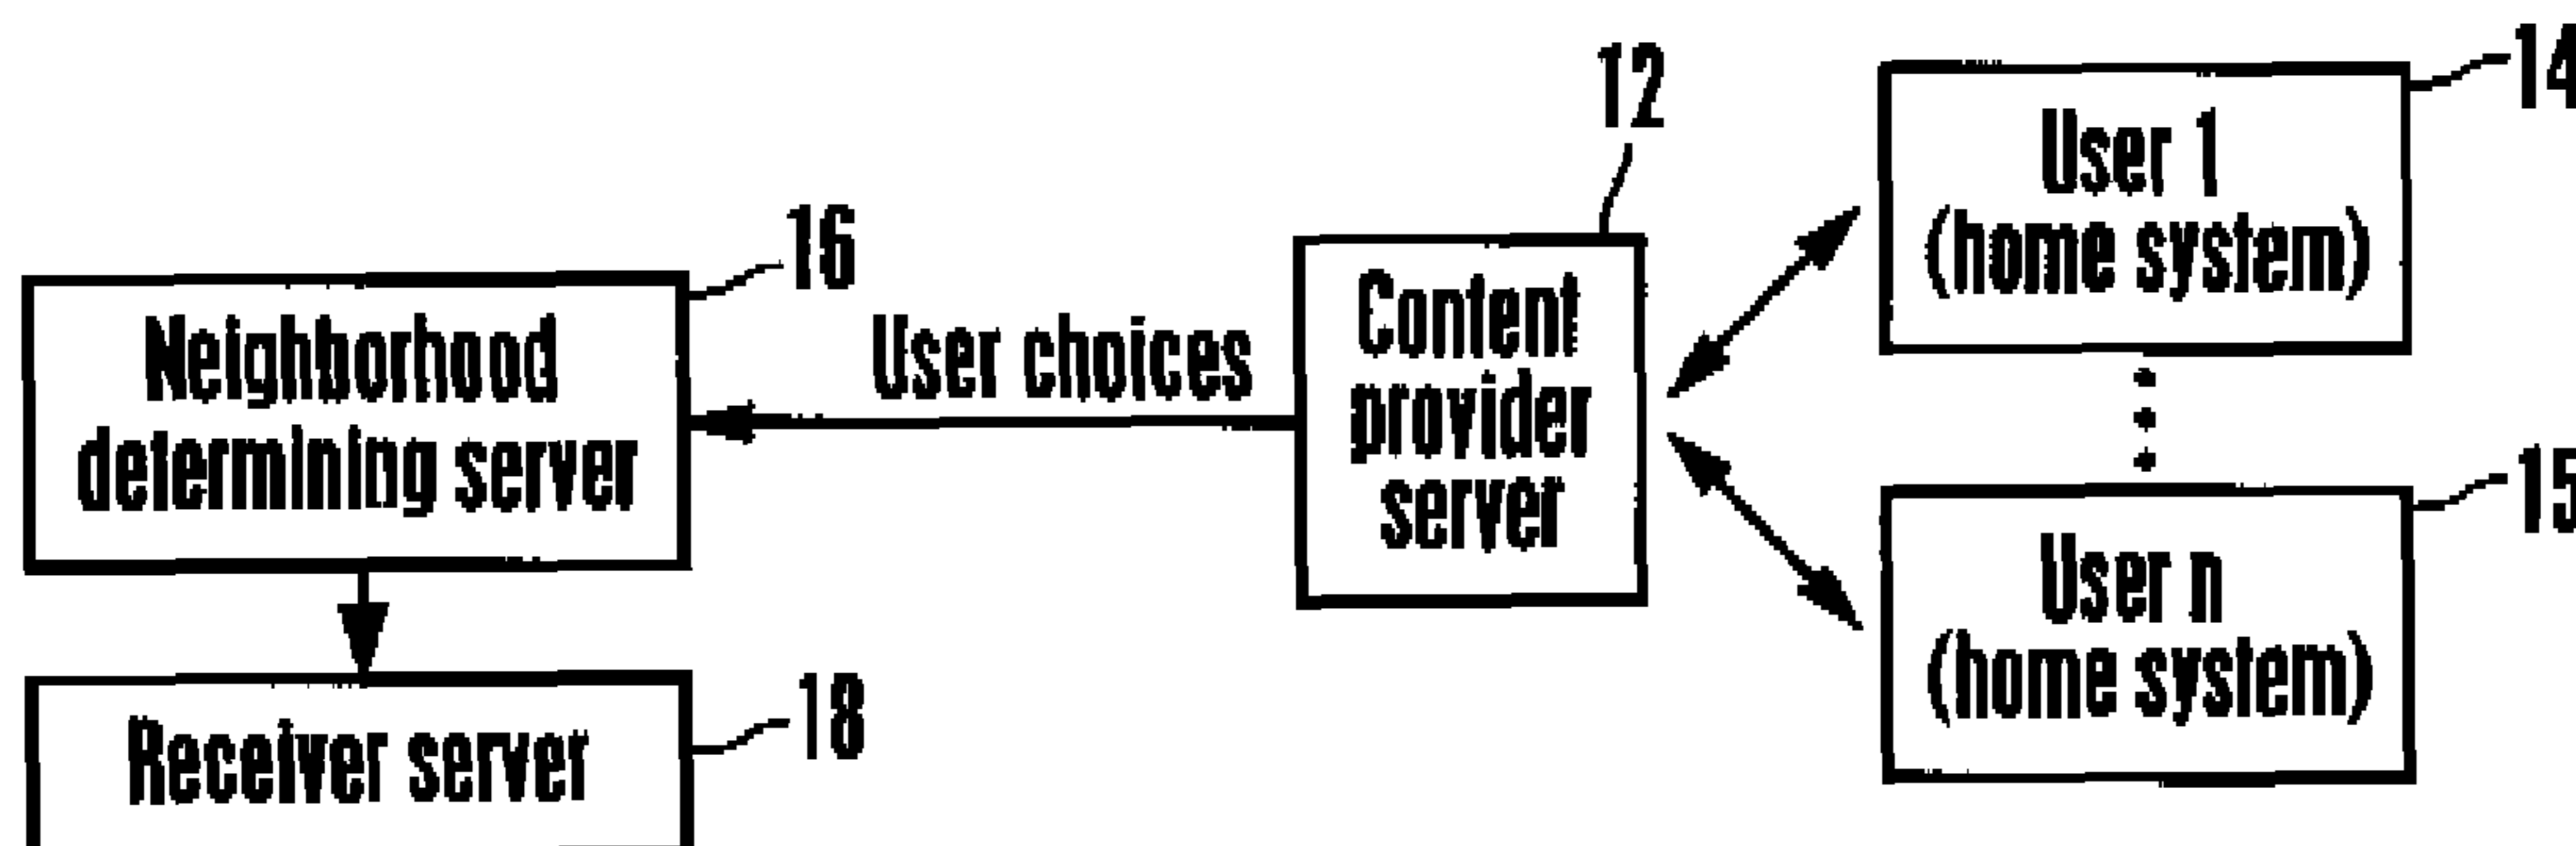 12
14
User 1
(home system)
16
Neighborhood
determining server
User choices
Content
provider
server
15
User n
(home system)
18
Receiver server